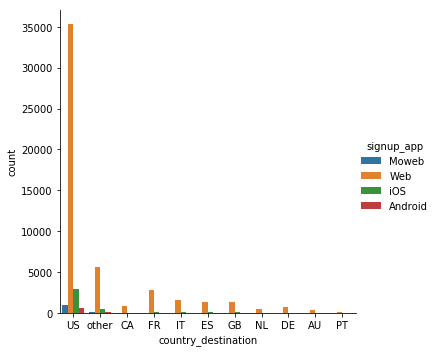 35000
30000
25000
20000
15000
10000
5000
0
count
US other CA FR IT ES GB NL DE AU PT
country_destination
signup_app
Moweb
Web
iOS
Android